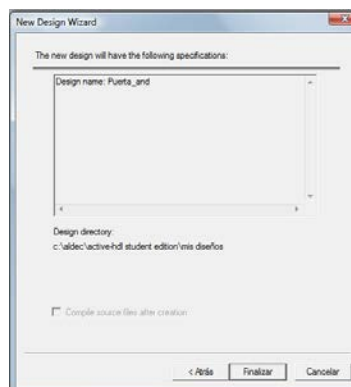 New Design Wizard
The new design will have the following specifications:
Design name: Puerta_and
Design directory:
c:\aldec\active-hdl student edition\mis diseños
Compile source files after creation
< Atrás
Finalizar
Cancelar